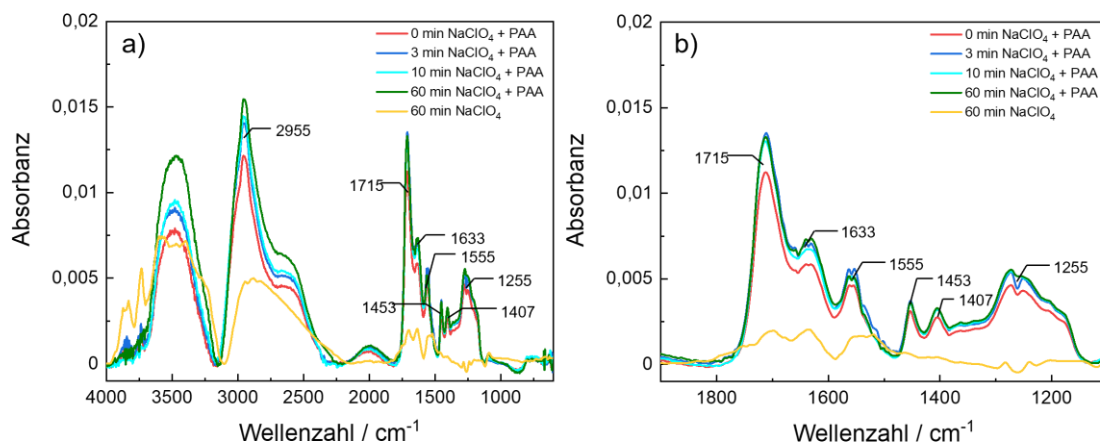 a)
0 min NaClO₄ + PAA
3 min NaClO₄ + PAA
10 min NaClO₄ + PAA
60 min NaClO₄ + PAA
60 min NaClO₄
0,02
0,015
0,01
0,005
0
Absorbanz
2955
1715
1633
1555
1255
1453
1407
4000 3500 3000 2500 2000 1500 1000
Wellenzahl / cm⁻¹
b)
0 min NaClO₄ + PAA
3 min NaClO₄ + PAA
10 min NaClO₄ + PAA
60 min NaClO₄ + PAA
60 min NaClO₄
0,02
0,015
0,01
0,005
0
Absorbanz
1715
1633
1555
1255
1453
1407
1800 1600 1400 1200
Wellenzahl / cm⁻¹